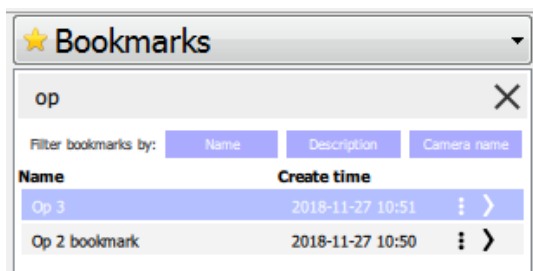 Bookmarks
op
Filter bookmarks by: Name Description Camera name
Name Create time
Op 3 2018-11-27 10:51
Op 2 bookmark 2018-11-27 10:50